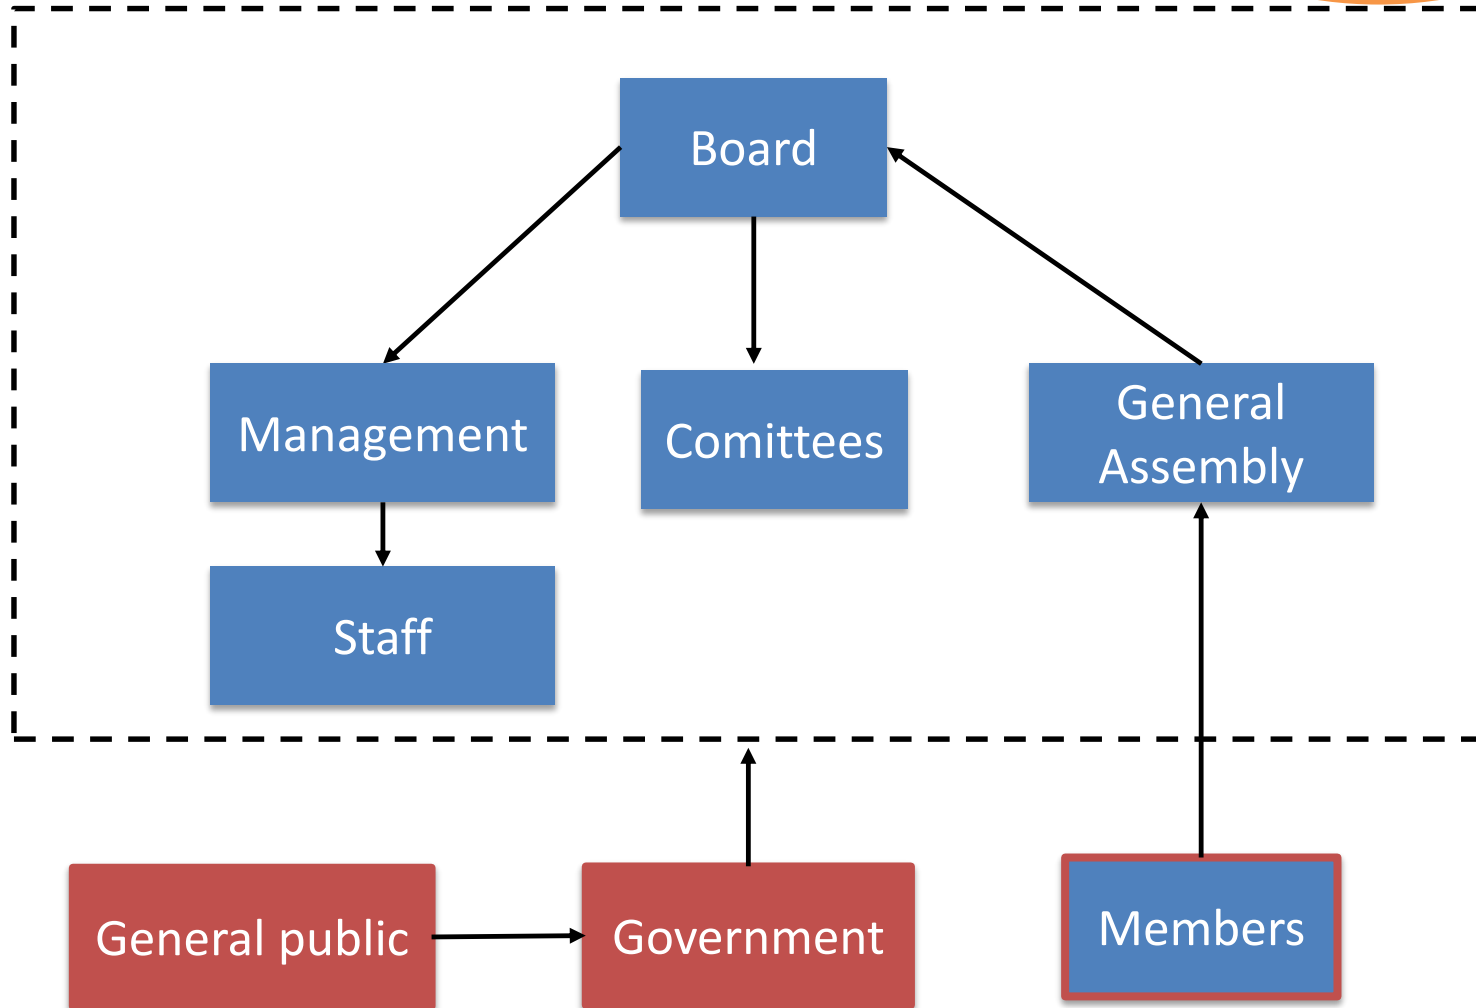 Board
Management
Comittees
General
Assembly
Staff
General public
Government
Members